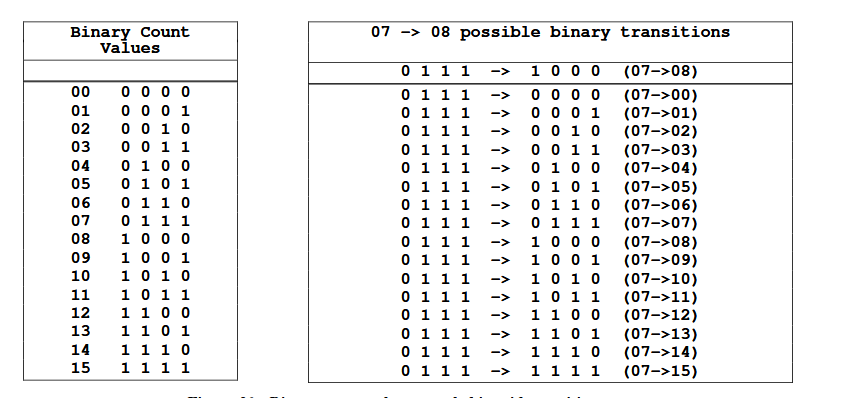 Binary Count
Values
00 0 0 0 0
01 0 0 0 1
02 0 0 1 0
03 0 0 1 1
04 0 1 0 0
05 0 1 0 1
06 0 1 1 0
07 0 1 1 1
08 1 0 0 0
09 1 0 0 1
10 1 0 1 0
11 1 0 1 1
12 1 1 0 0
13 1 1 0 1
14 1 1 1 0
15 1 1 1 1
07 -> 08 possible binary transitions
0 1 1 1 -> 1 0 0 0 (07->08)
0 1 1 1 -> 0 0 0 0 (07->00)
0 1 1 1 -> 0 0 0 1 (07->01)
0 1 1 1 -> 0 0 1 0 (07->02)
0 1 1 1 -> 0 0 1 1 (07->03)
0 1 1 1 -> 0 1 0 0 (07->04)
0 1 1 1 -> 0 1 0 1 (07->05)
0 1 1 1 -> 0 1 1 0 (07->06)
0 1 1 1 -> 0 1 1 1 (07->07)
0 1 1 1 -> 1 0 0 0 (07->08)
0 1 1 1 -> 1 0 0 1 (07->09)
0 1 1 1 -> 1 0 1 0 (07->10)
0 1 1 1 -> 1 0 1 1 (07->11)
0 1 1 1 -> 1 1 0 0 (07->12)
0 1 1 1 -> 1 1 0 1 (07->13)
0 1 1 1 -> 1 1 1 0 (07->14)
0 1 1 1 -> 1 1 1 1 (07->15)